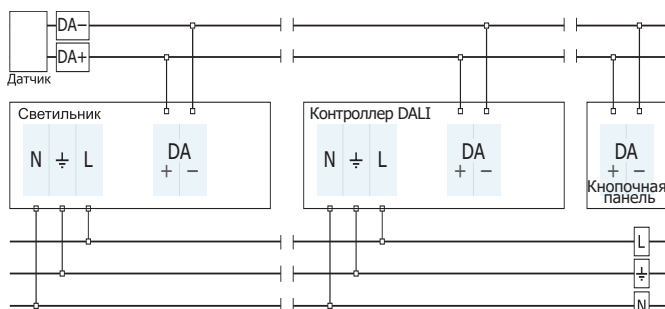 DA−
DA+
Датчик
Светильник
N L
DA
+ −
Контроллер DALI
N L
DA
+ −
DA
+ −
Кнопочная
панель
L
N